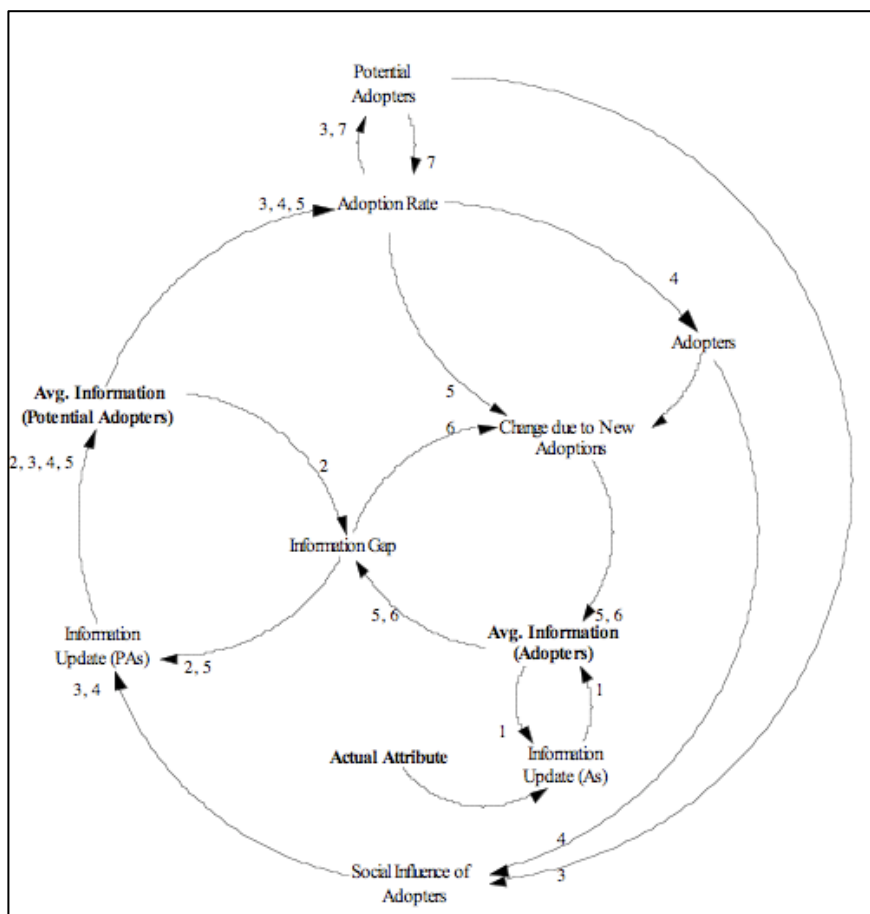 Potential
Adopters
3, 7
7
3, 4, 5
Adoption Rate
4
Adopters
Avg. Information
(Potential Adopters)
5
6
Change due to New
Adoptions
2, 3, 4, 5
2
Information Gap
5, 6
5, 6
Information
Update (PAs)
2, 5
3, 4
Avg. Information
(Adopters)
1
1
Actual Attribute
Information
Update (As)
4
Social Influence of
Adopters
3